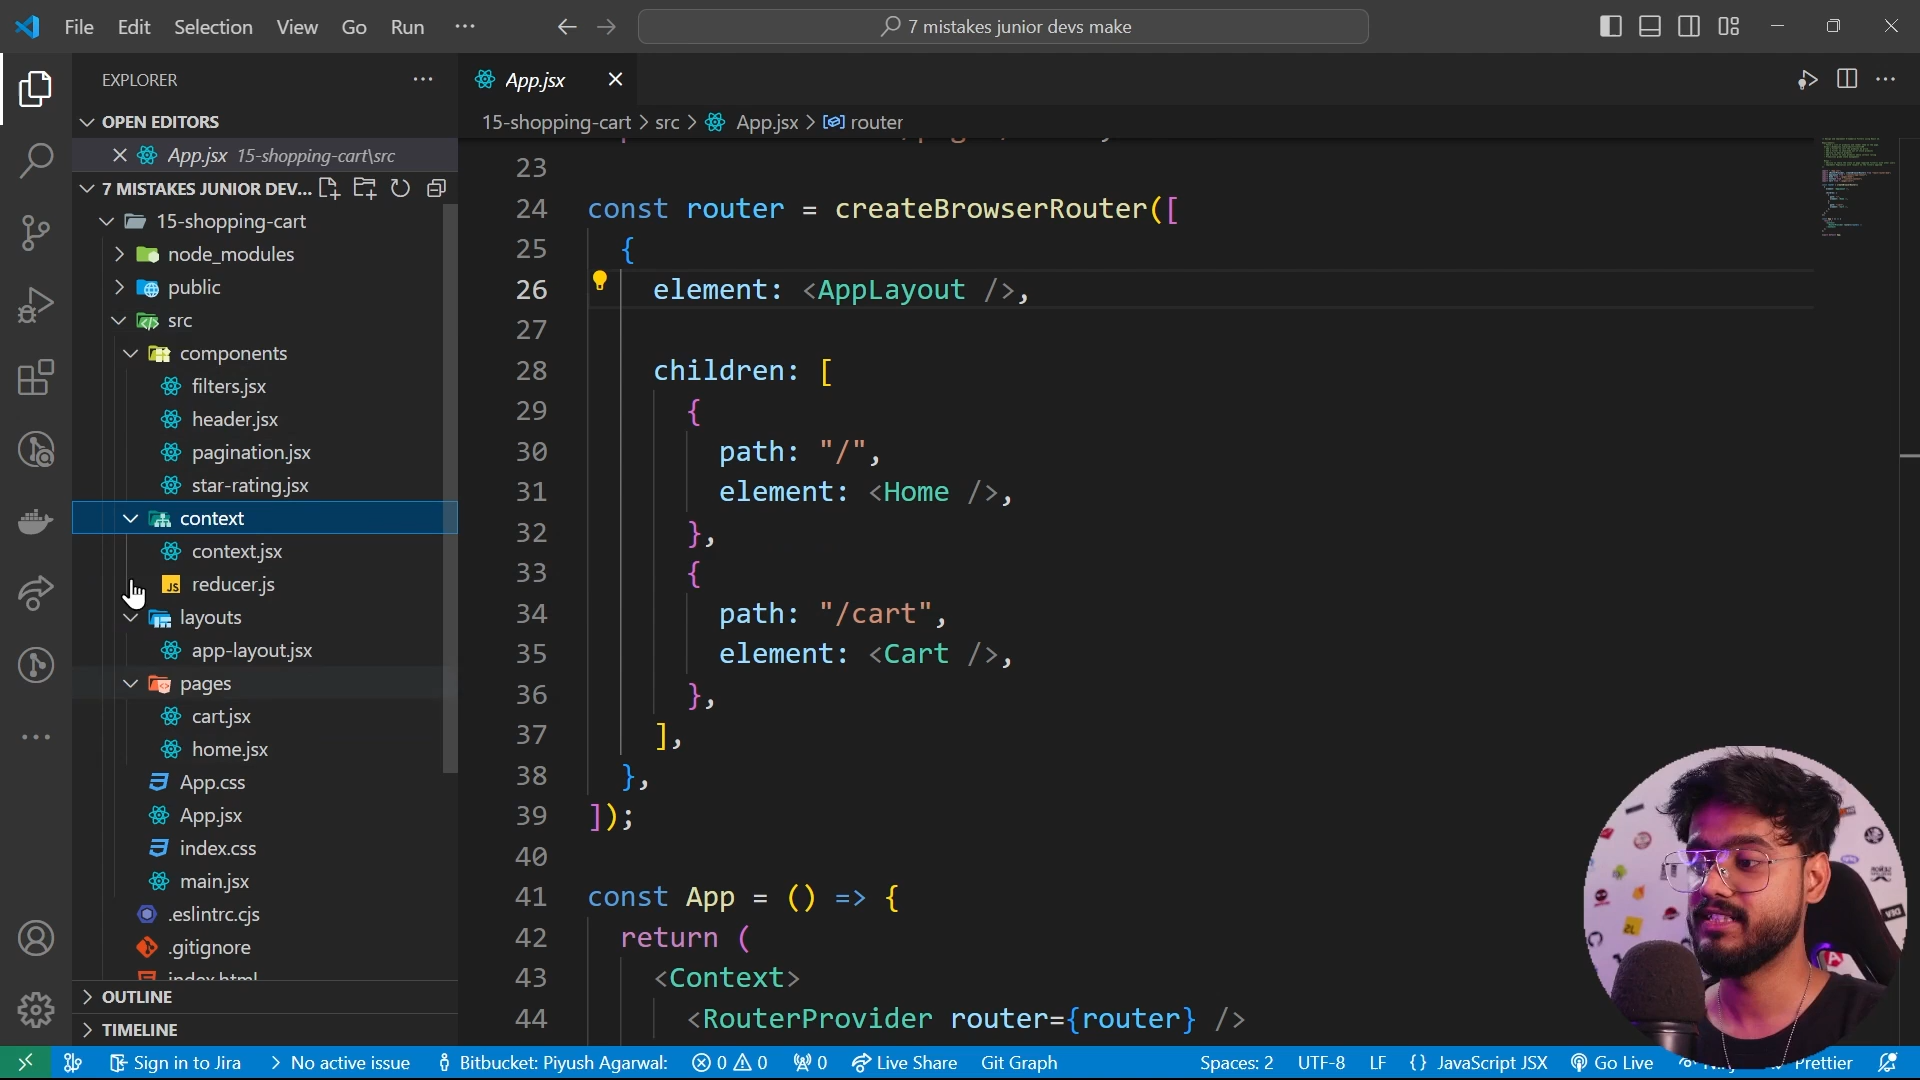 File Edit Selection View Go Run ··· 7 mistakes junior devs make
EXPLORER ···
OPEN EDITORS
App.jsx 15-shopping-cart\src
7 MISTAKES JUNIOR DEV...
15-shopping-cart
node_modules
public
src
components
filters.jsx
header.jsx
pagination.jsx
star-rating.jsx
context
context.jsx
reducer.js
layouts
app-layout.jsx
pages
cart.jsx
home.jsx
App.css
App.jsx
index.css
main.jsx
.eslintrc.cjs
.gitignore
index.html
OUTLINE
TIMELINE
App.jsx
15-shopping-cart > src > App.jsx > router
23
24 const router = createBrowserRouter([
25 {
26 element: <AppLayout />,
27
28 children: [
29 {
30 path: "/",
31 element: <Home />,
32 },
33 {
34 path: "/cart",
35 element: <Cart />,
36 },
37 ],
38 },
39 ]);
40
41 const App = () => {
42 return (
43 <Context>
44 <RouterProvider router={router} />
Sign in to Jira > No active issue Bitbucket: Piyush Agarwal: 0 0 0 Live Share Git Graph Spaces: 2 UTF-8 LF {} JavaScript JSX Go Live Prettier